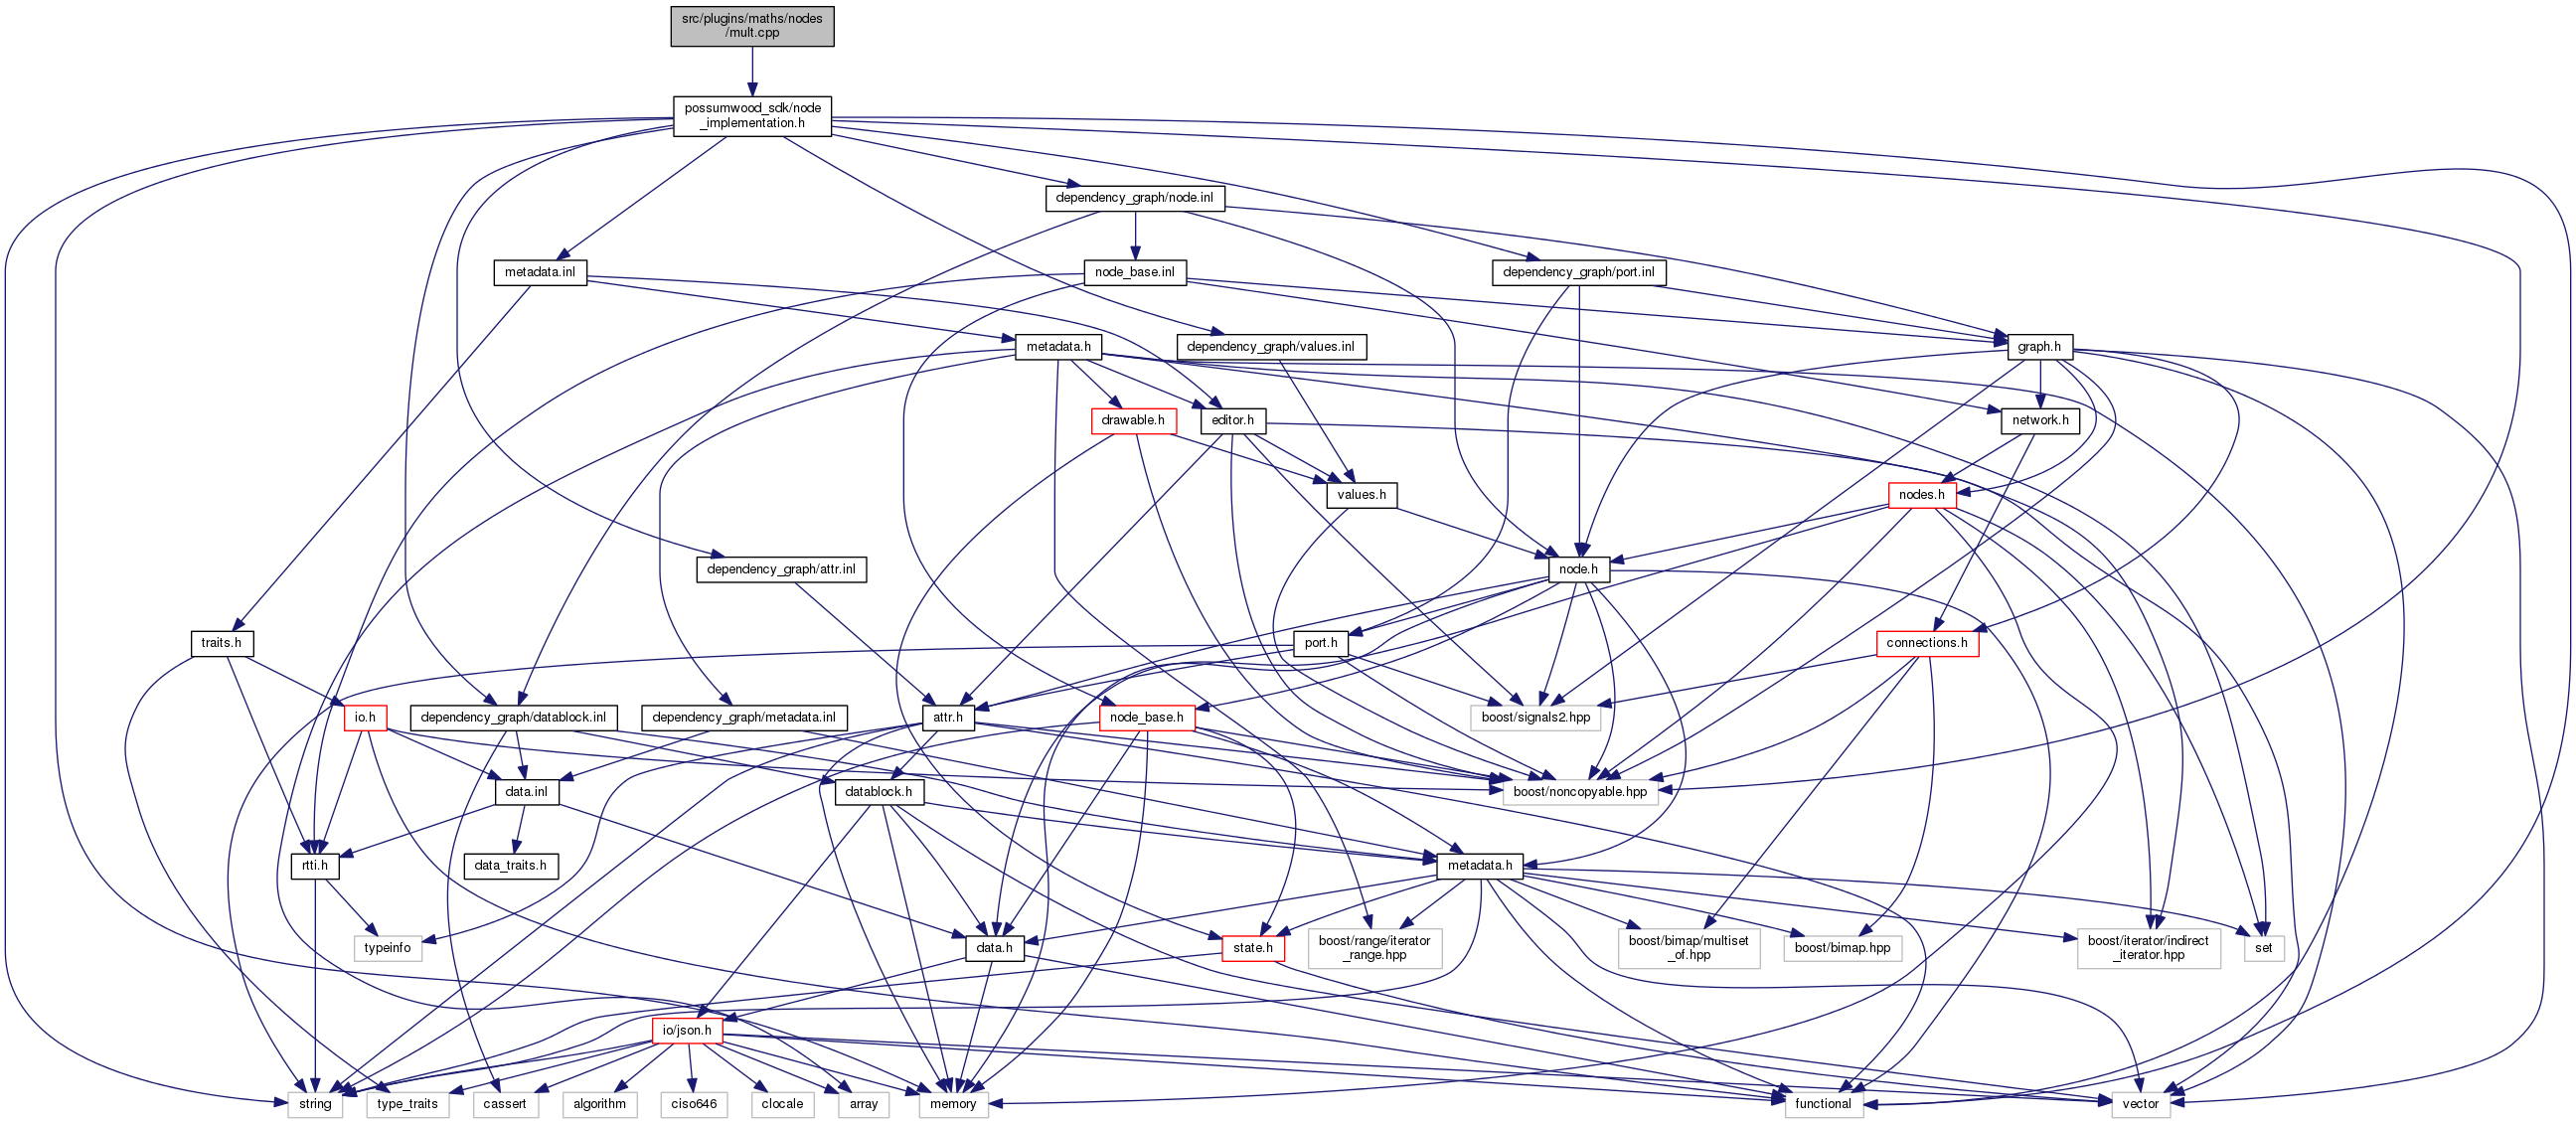 src/plugins/maths/nodes
/mult.cpp
possumwood_sdk/node
_implementation.h
dependency_graph/node.inl
metadata.inl
node_base.inl
dependency_graph/port.inl
metadata.h
dependency_graph/values.inl
graph.h
drawable.h
editor.h
network.h
values.h
nodes.h
dependency_graph/attr.inl
node.h
traits.h
port.h
connections.h
io.h
dependency_graph/datablock.inl
dependency_graph/metadata.inl
attr.h
node_base.h
boost/signals2.hpp
data.inl
datablock.h
boost/noncopyable.hpp
rtti.h
data_traits.h
metadata.h
typeinfo
data.h
state.h
boost/range/iterator
_range.hpp
boost/bimap/multiset
_of.hpp
boost/bimap.hpp
boost/iterator/indirect
_iterator.hpp
set
io/json.h
string
type_traits
cassert
algorithm
ciso646
clocale
array
memory
functional
vector